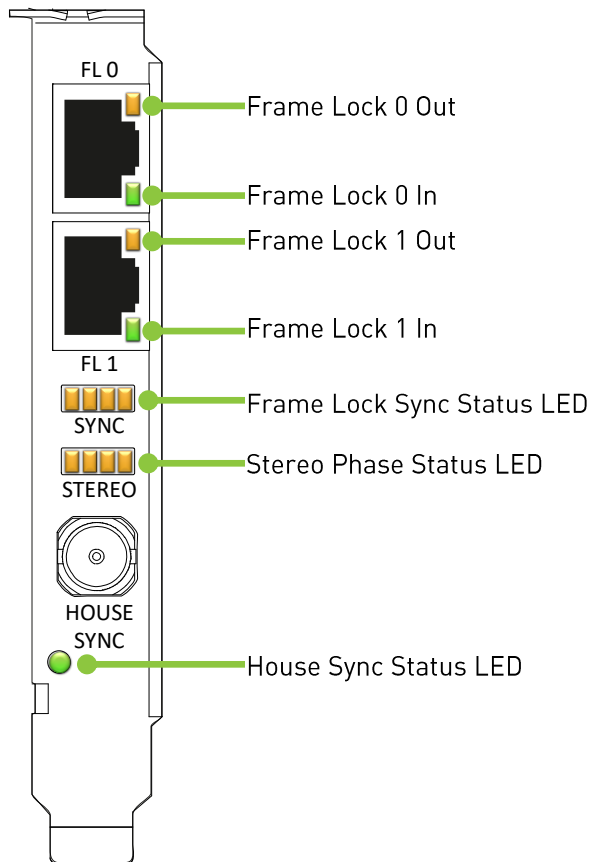 FL 0
Frame Lock 0 Out
Frame Lock 0 In
Frame Lock 1 Out
Frame Lock 1 In
FL 1
Frame Lock Sync Status LED
SYNC
Stereo Phase Status LED
STEREO
HOUSE
SYNC
House Sync Status LED